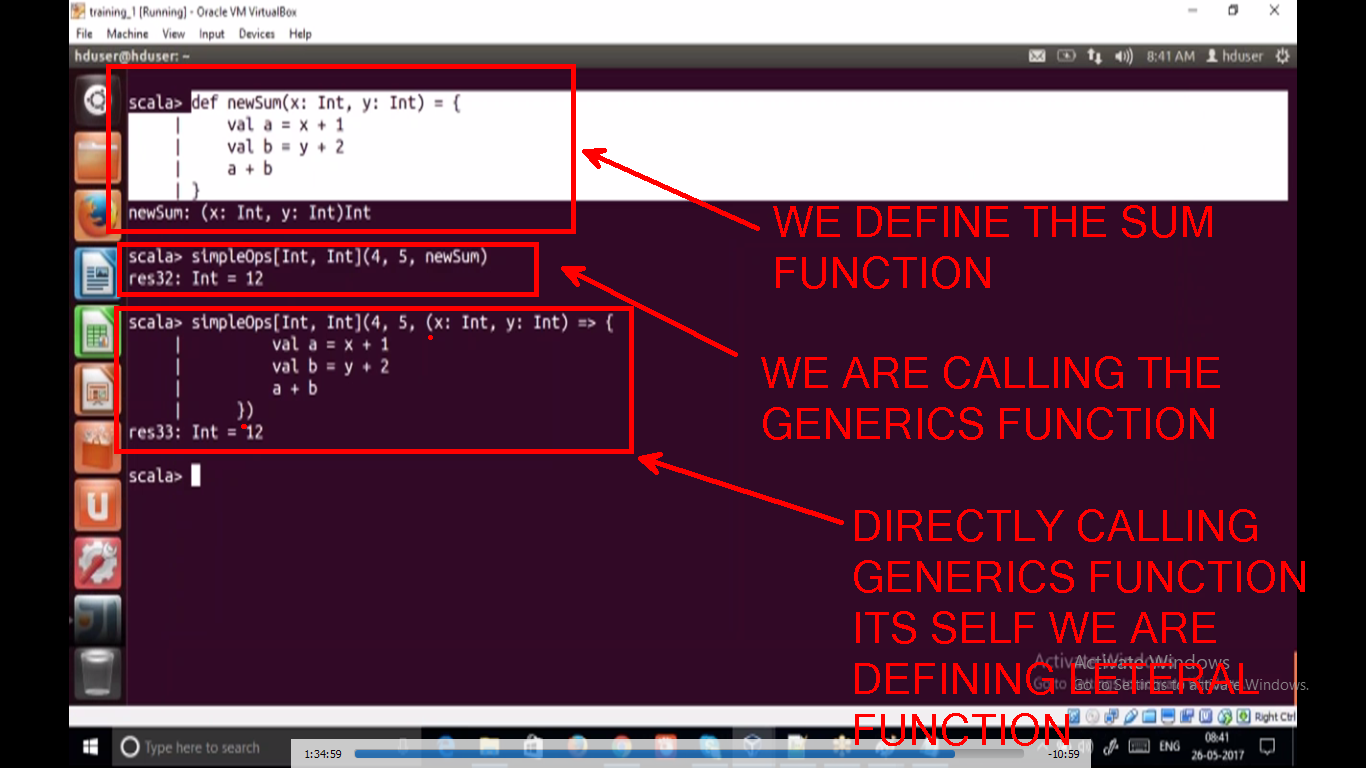 training_1 [Running] - Oracle VM VirtualBox
File Machine View Input Devices Help
hduser@hduser: ~
8:41 AM hduser
scala> def newSum(x: Int, y: Int) = {
| val a = x + 1
| val b = y + 2
| a + b
| }
newSum: (x: Int, y: Int)Int
scala> simpleOps[Int, Int](4, 5, newSum)
res32: Int = 12
scala> simpleOps[Int, Int](4, 5, (x: Int, y: Int) => {
| val a = x + 1
| val b = y + 2
| a + b
| })
res33: Int = 12
scala>
WE DEFINE THE SUM
FUNCTION
WE ARE CALLING THE
GENERICS FUNCTION
DIRECTLY CALLING
GENERICS FUNCTION
ITS SELF WE ARE
DEFINING LETERAL
FUNCTION
Activate Windows
Go to Settings to activate Windows.
Right Ctrl
Type here to search
ENG
08:41
26-05-2017
1:34:59
-10:59